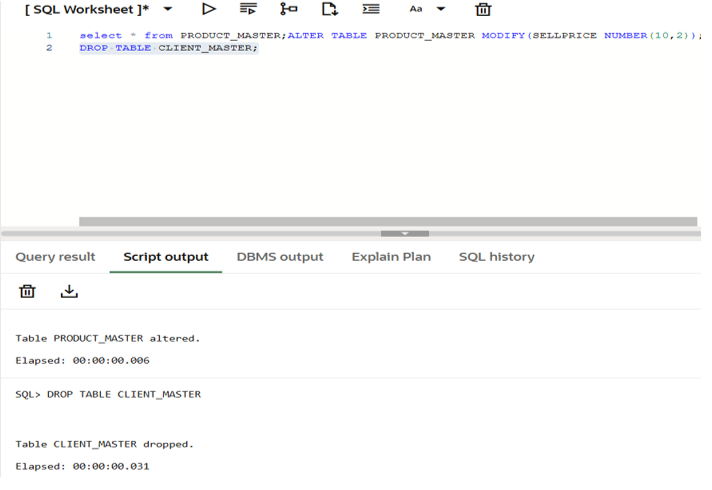 [ SQL Worksheet ]* Aa
1 select * from PRODUCT_MASTER;ALTER TABLE PRODUCT_MASTER MODIFY(SELLPRICE NUMBER(10,2));
2 DROP TABLE CLIENT_MASTER;
Query result Script output DBMS output Explain Plan SQL history
Table PRODUCT_MASTER altered.
Elapsed: 00:00:00.006
SQL> DROP TABLE CLIENT_MASTER
Table CLIENT_MASTER dropped.
Elapsed: 00:00:00.031